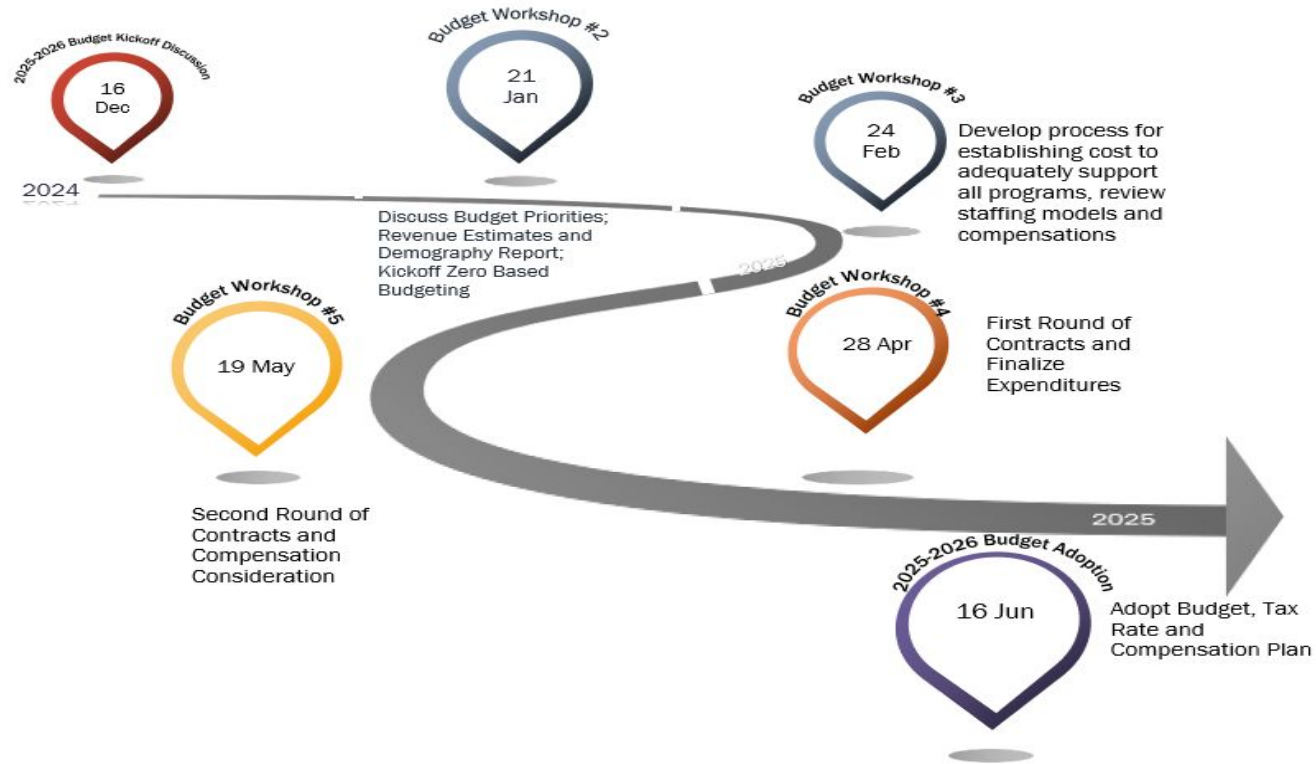 2025-2026 Budget Kickoff Discussion
16
Dec
Budget Workshop #2
21
Jan
Budget Workshop #3
24
Feb
Develop process for
establishing cost to
adequately support
all programs, review
staffing models and
compensations
2024
Discuss Budget Priorities;
Revenue Estimates and
Demography Report;
Kickoff Zero Based
Budgeting
2025
Budget Workshop #4
28 Apr
First Round of
Contracts and
Finalize
Expenditures
Budget Workshop #5
19 May
Second Round of
Contracts and
Compensation
Consideration
2025
2025-2026 Budget Adoption
16 Jun
Adopt Budget, Tax
Rate and
Compensation Plan